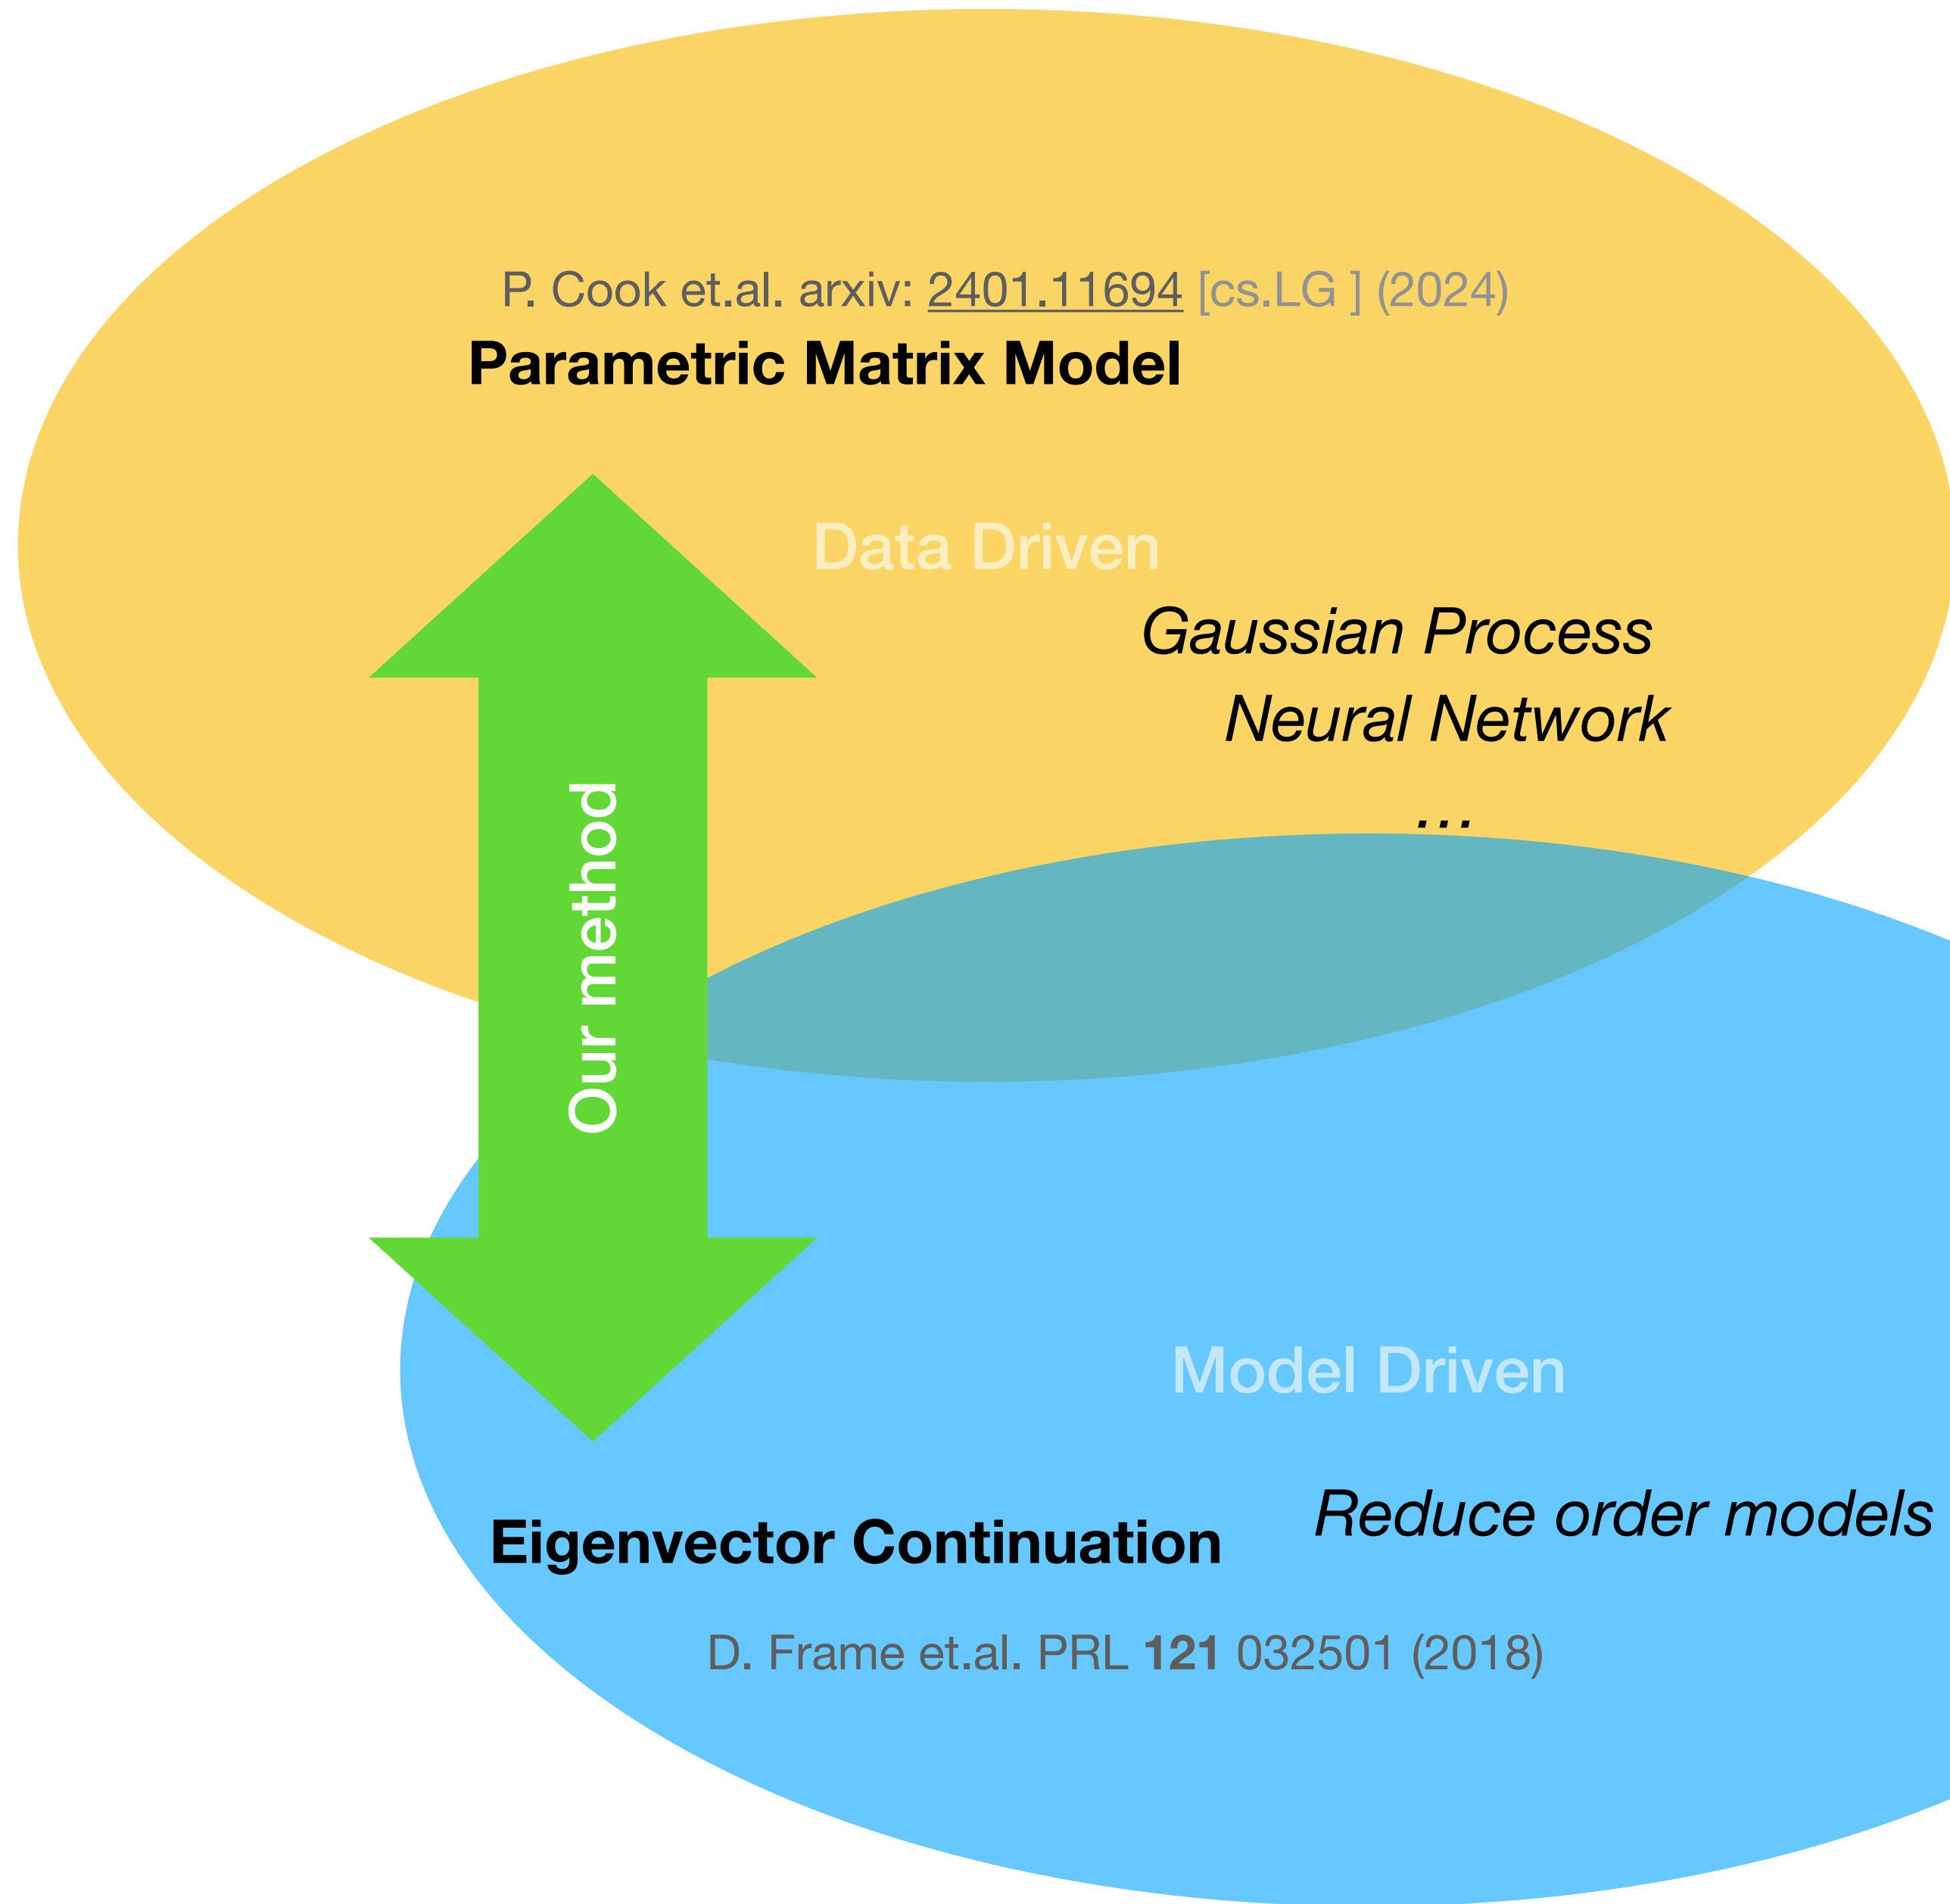 P. Cook et.al. arxiv: 2401.11694 [cs.LG ] (2024)
Parametric Matrix Model
Data Driven
Gaussian Process
Neural Network
...
Our method
Model Driven
Reduce order models
Eigenvector Continuation
D. Frame et.al. PRL 121 032501 (2018)